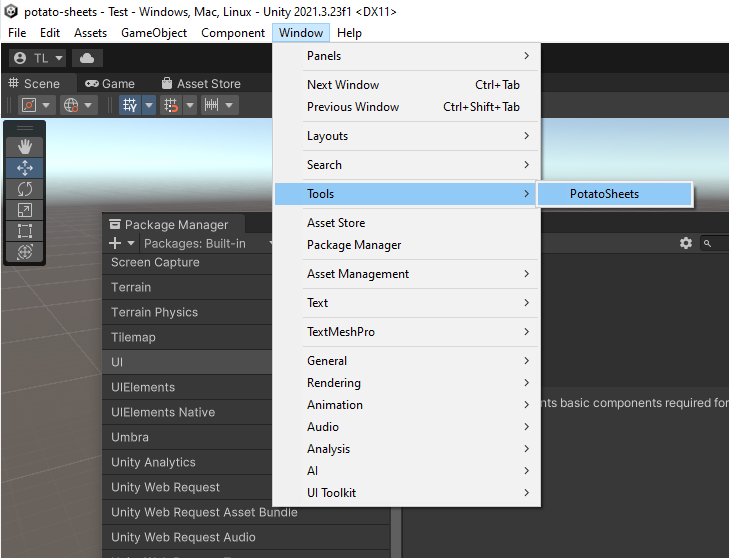 potato-sheets - Test - Windows, Mac, Linux - Unity 2021.3.23f1 <DX11>
File Edit Assets GameObject Component Window Help
TL
Scene Game Asset Store
Panels
Next Window Ctrl+Tab
Previous Window Ctrl+Shift+Tab
Layouts
Search
Tools
PotatoSheets
Asset Store
Package Manager
Asset Management
Text
TextMeshPro
General
Rendering
Animation
Audio
Analysis
AI
UI Toolkit
Package Manager
Packages: Built-in
Screen Capture
Terrain
Terrain Physics
Tilemap
UI
UIElements
UIElements Native
Umbra
Unity Analytics
Unity Web Request
Unity Web Request Asset Bundle
Unity Web Request Audio
nts basic components required for